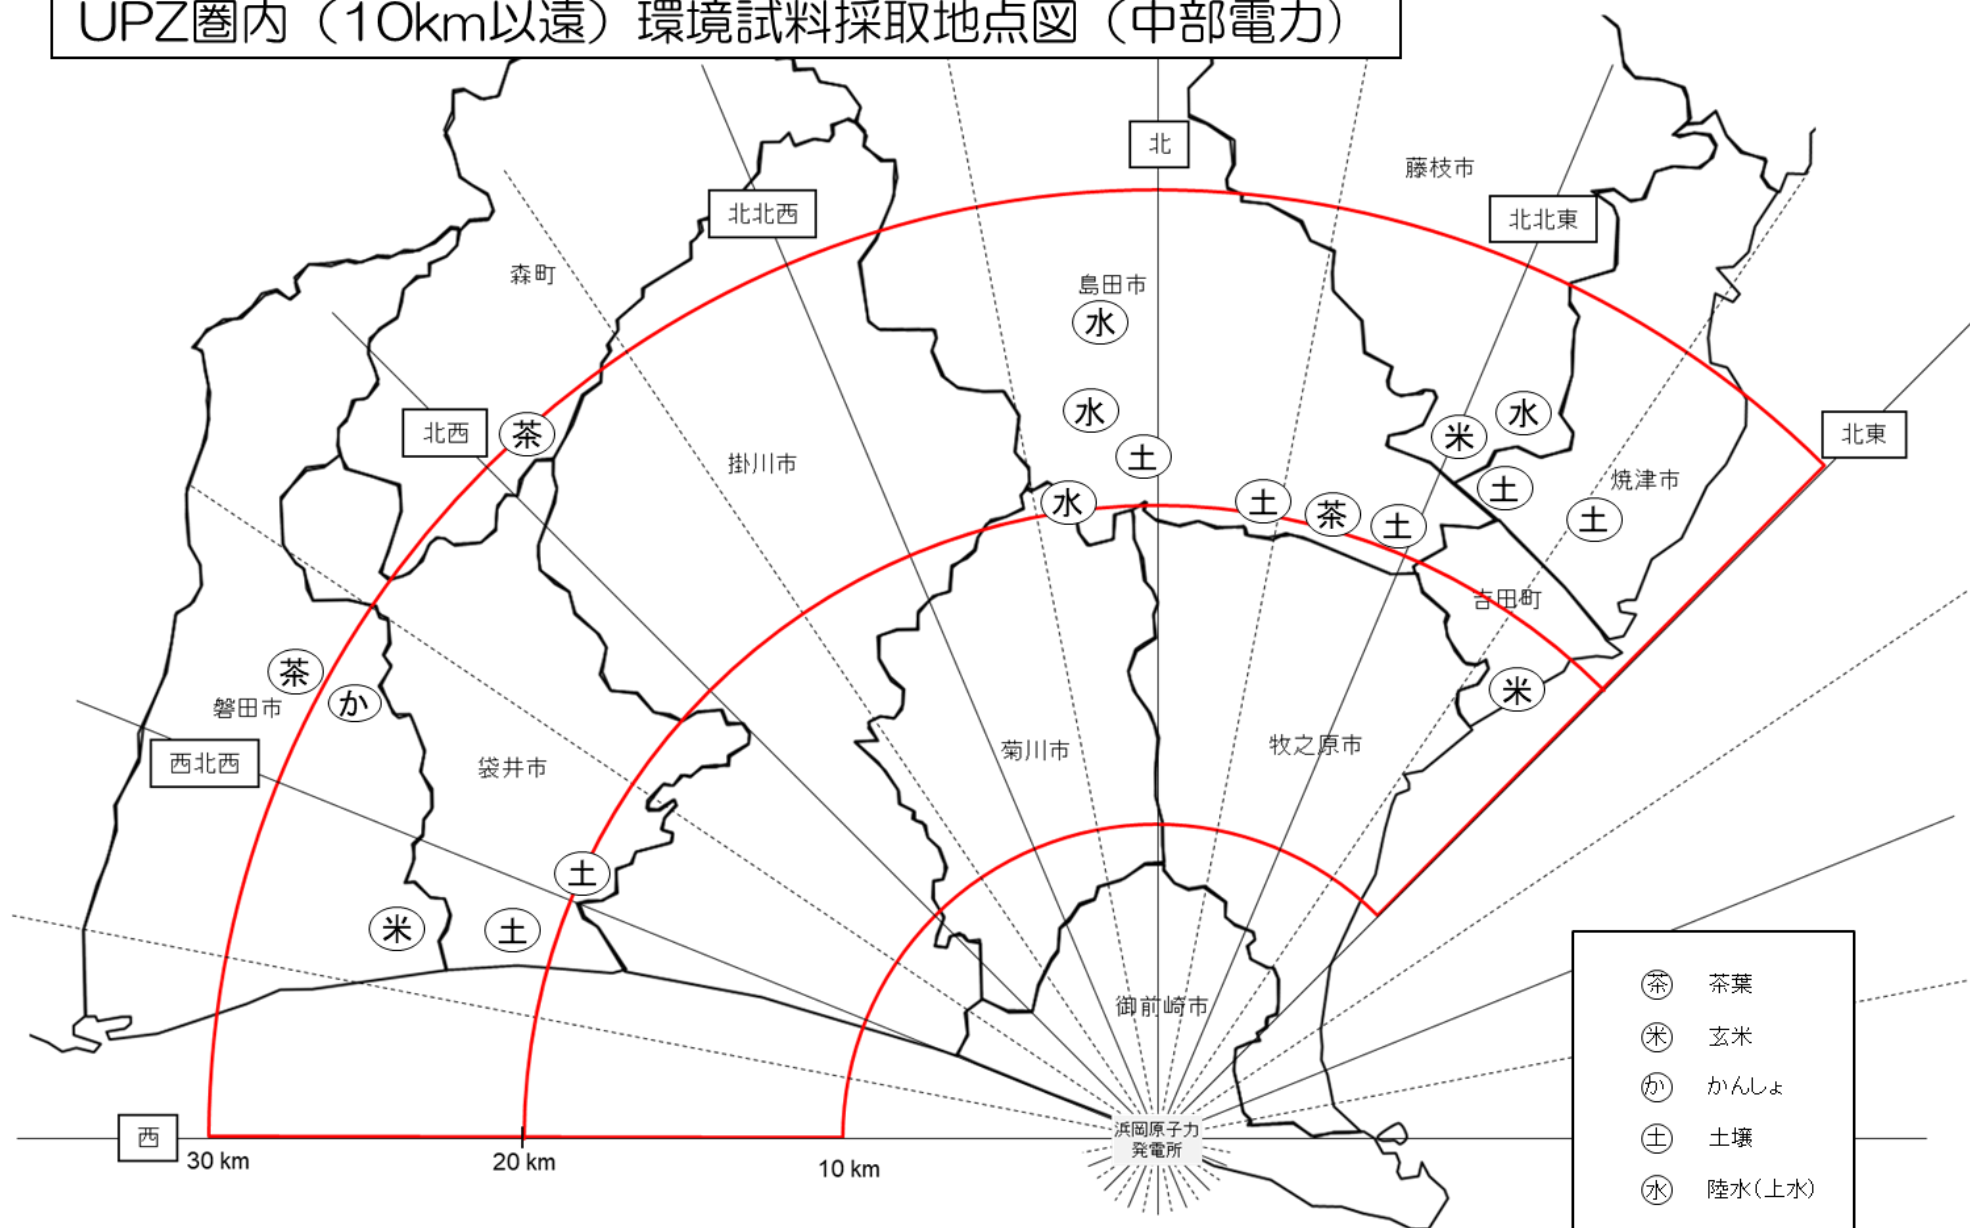 UPZ圏内（10km以遠）環境試料採取地点図（中部電力）
北
藤枝市
北北西
北北東
森町
島田市
水
水
米
水
北西
茶
北東
掛川市
土
焼津市
水
土
茶
土
土
土
吉田町
茶
か
磐田市
米
菊川市
牧之原市
西北西
袋井市
土
米
土
御前崎市
浜岡原子力
発電所
西
30 km
20 km
10 km
茶 茶葉
米 玄米
か かんしょ
土 土壌
水 陸水(上水)